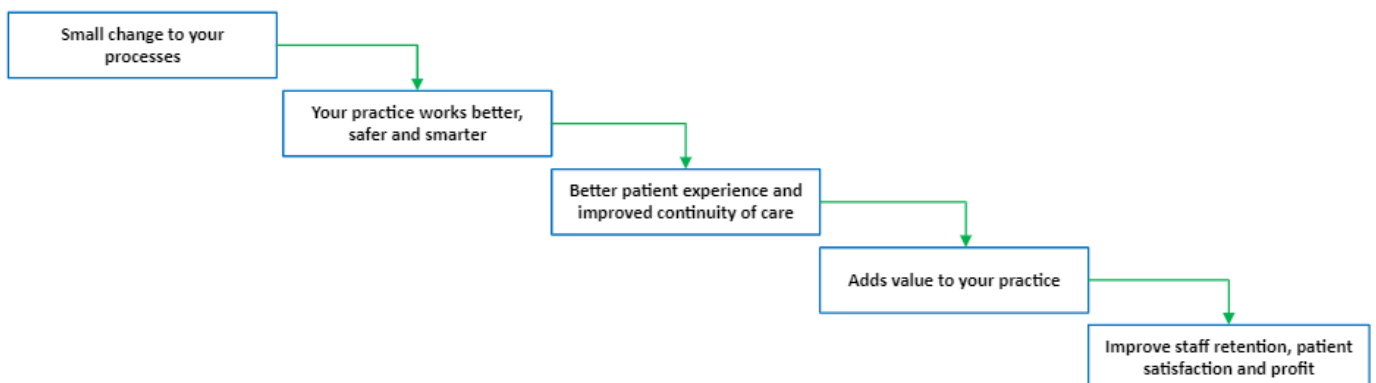 Small change to your
processes
Your practice works better,
safer and smarter
Better patient experience and
improved continuity of care
Adds value to your practice
Improve staff retention, patient
satisfaction and profit